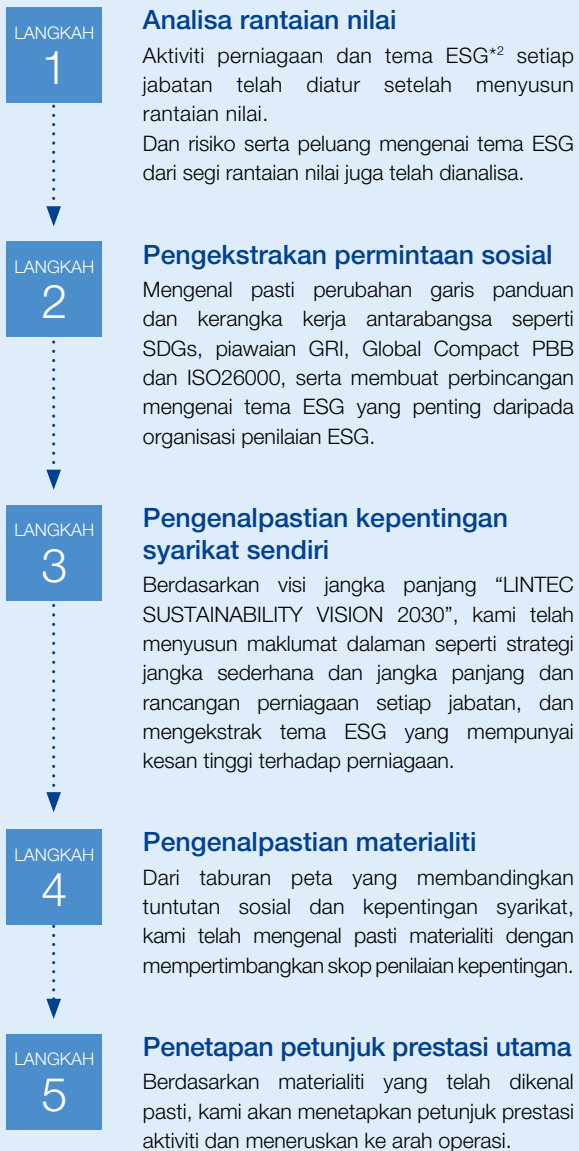 LANGKAH
1
Analisa rantaian nilai
Aktiviti perniagaan dan tema ESG*2 setiap
jabatan telah diatur setelah menyusun
rantaian nilai.
Dan risiko serta peluang mengenai tema ESG
dari segi rantaian nilai juga telah dianalisa.
LANGKAH
2
Pengekstrakan permintaan sosial
Mengenal pasti perubahan garis panduan
dan kerangka kerja antarabangsa seperti
SDGs, piawaian GRI, Global Compact PBB
dan ISO26000, serta membuat perbincangan
mengenai tema ESG yang penting daripada
organisasi penilaian ESG.
LANGKAH
3
Pengenalpastian kepentingan
syarikat sendiri
Berdasarkan visi jangka panjang “LINTEC
SUSTAINABILITY VISION 2030”, kami telah
menyusun maklumat dalaman seperti strategi
jangka sederhana dan jangka panjang dan
rancangan perniagaan setiap jabatan, dan
mengekstrak tema ESG yang mempunyai
kesan tinggi terhadap perniagaan.
LANGKAH
4
Pengenalpastian materialiti
Dari taburan peta yang membandingkan
tuntutan sosial dan kepentingan syarikat,
kami telah mengenal pasti materialiti dengan
mempertimbangkan skop penilaian kepentingan.
LANGKAH
5
Penetapan petunjuk prestasi utama
Berdasarkan materialiti yang telah dikenal
pasti, kami akan menetapkan petunjuk prestasi
aktiviti dan meneruskan ke arah operasi.